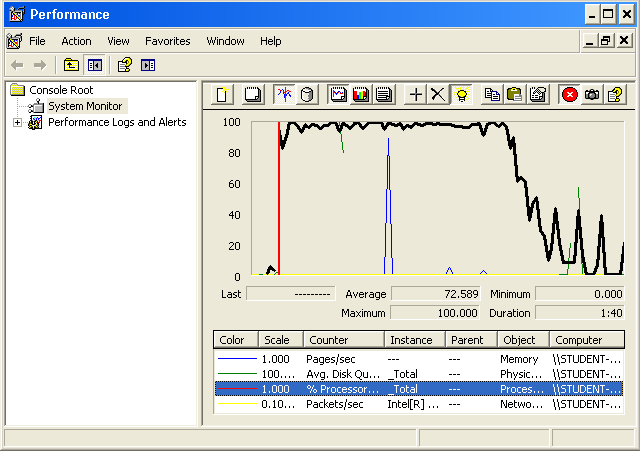 Performance
File Action View Favorites Window Help
Console Root
System Monitor
Performance Logs and Alerts
100
80
60
40
20
0
Last --------- Average 72.589 Minimum 0.000
Maximum 100.000 Duration 1:40
Color Scale Counter Instance Parent Object Computer
1.000 Pages/sec --- --- Memory \\STUDENT-...
100.... Avg. Disk Qu... _Total --- Physic... \\STUDENT-...
1.000 % Processor... _Total --- Proces... \\STUDENT-...
0.10... Packets/sec Intel[R] ... --- Netwo... \\STUDENT-...